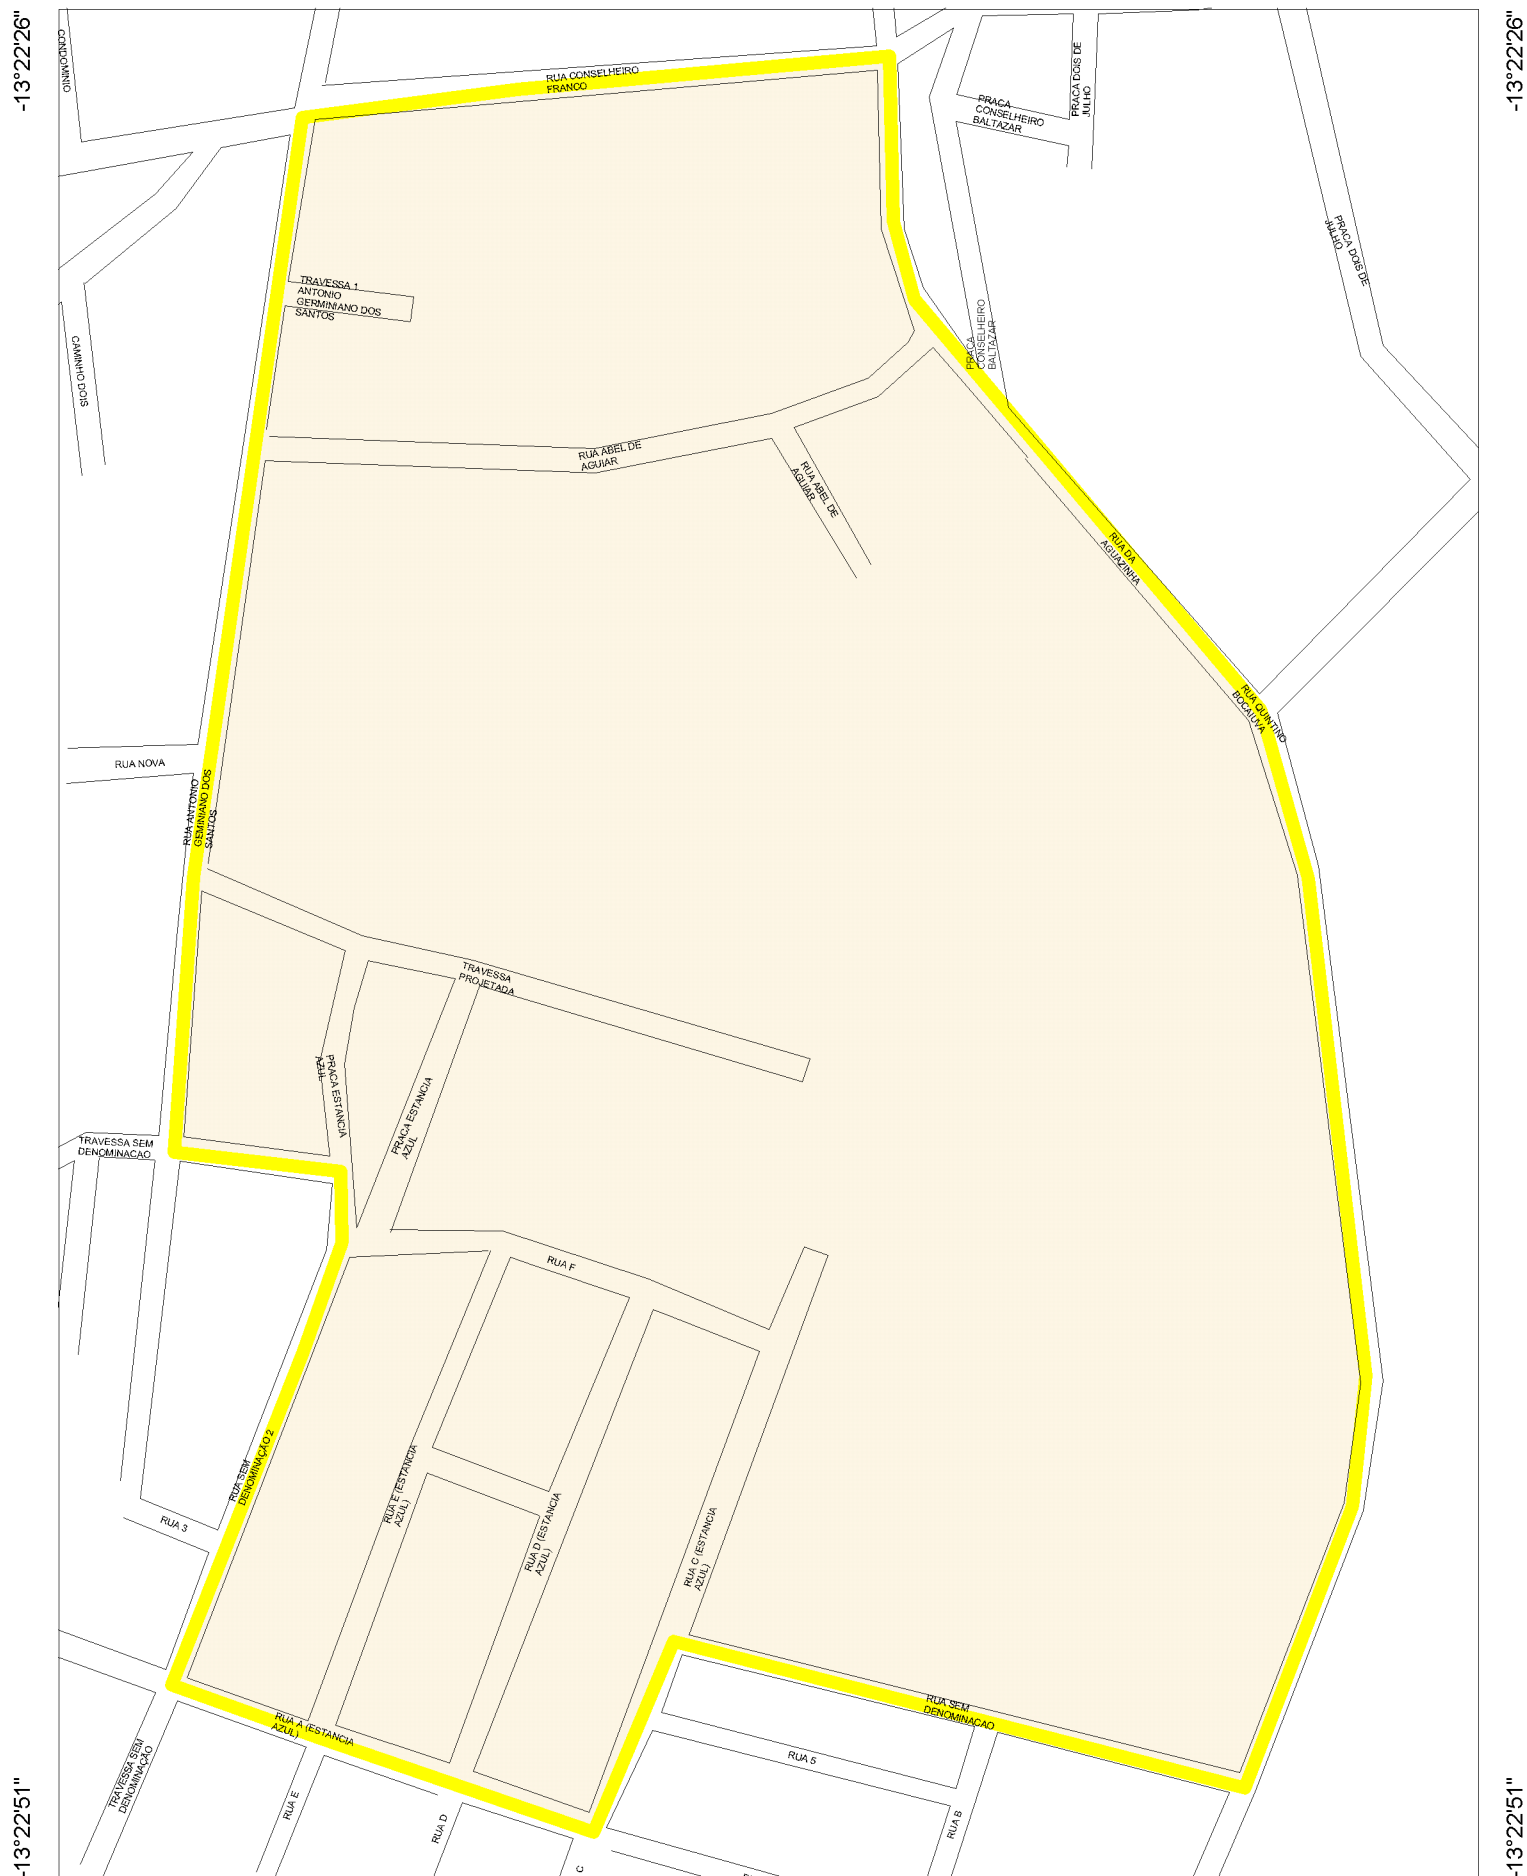 -13°22'26"
-13°22'26"
CONDOMINIO
RUA CONSELHEIRO
FRANCO
PRACA DOIS DE
JULHO
PRACA
CONSELHEIRO
BALTAZAR
PRACA DOIS DE
JULHO
TRAVESSA 1
ANTONIO
GERMINIANO DOS
SANTOS
CAMINHO DOIS
PRACA
CONSELHEIRO
BALTAZAR
RUA ABEL DE
AGUIAR
RUA ABEL DE
AGUIAR
RUA DA
AGUAZINHA
RUA QUINTINO
BOCAIUVA
RUA NOVA
RUA ANTONIO
GEMINIANO DOS
SANTOS
TRAVESSA
PROJETADA
PRACA ESTANCIA
AZUL
PRACA ESTANCIA
AZUL
TRAVESSA SEM
DENOMINACAO
RUA F
RUA SEM
DENOMINAÇÃO 2
RUA E (ESTANCIA
AZUL)
RUA D (ESTANCIA
AZUL)
RUA C (ESTANCIA
AZUL)
RUA 3
RUA A (ESTANCIA
AZUL)
RUA SEM
DENOMINACAO
TRAVESSA SEM
DENOMINAÇÃO
RUA 5
RUA E
RUA D
RUA B
C
-13°22'51"
-13°22'51"